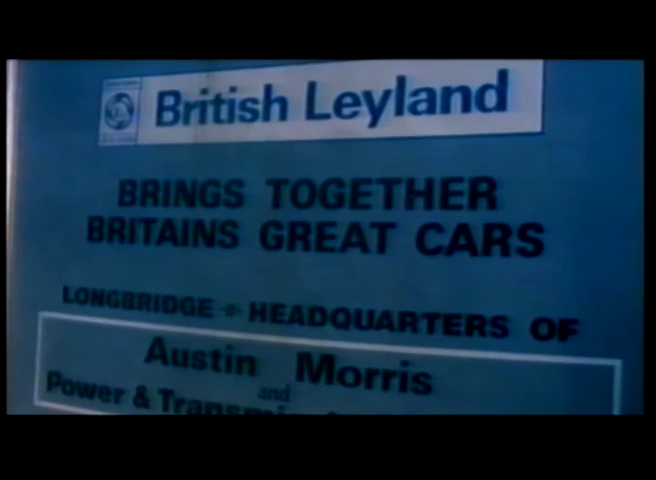 British Leyland
BRINGS TOGETHER
BRITAINS GREAT CARS
LONGBRIDGE - HEADQUARTERS OF
Austin Morris
and
Power &